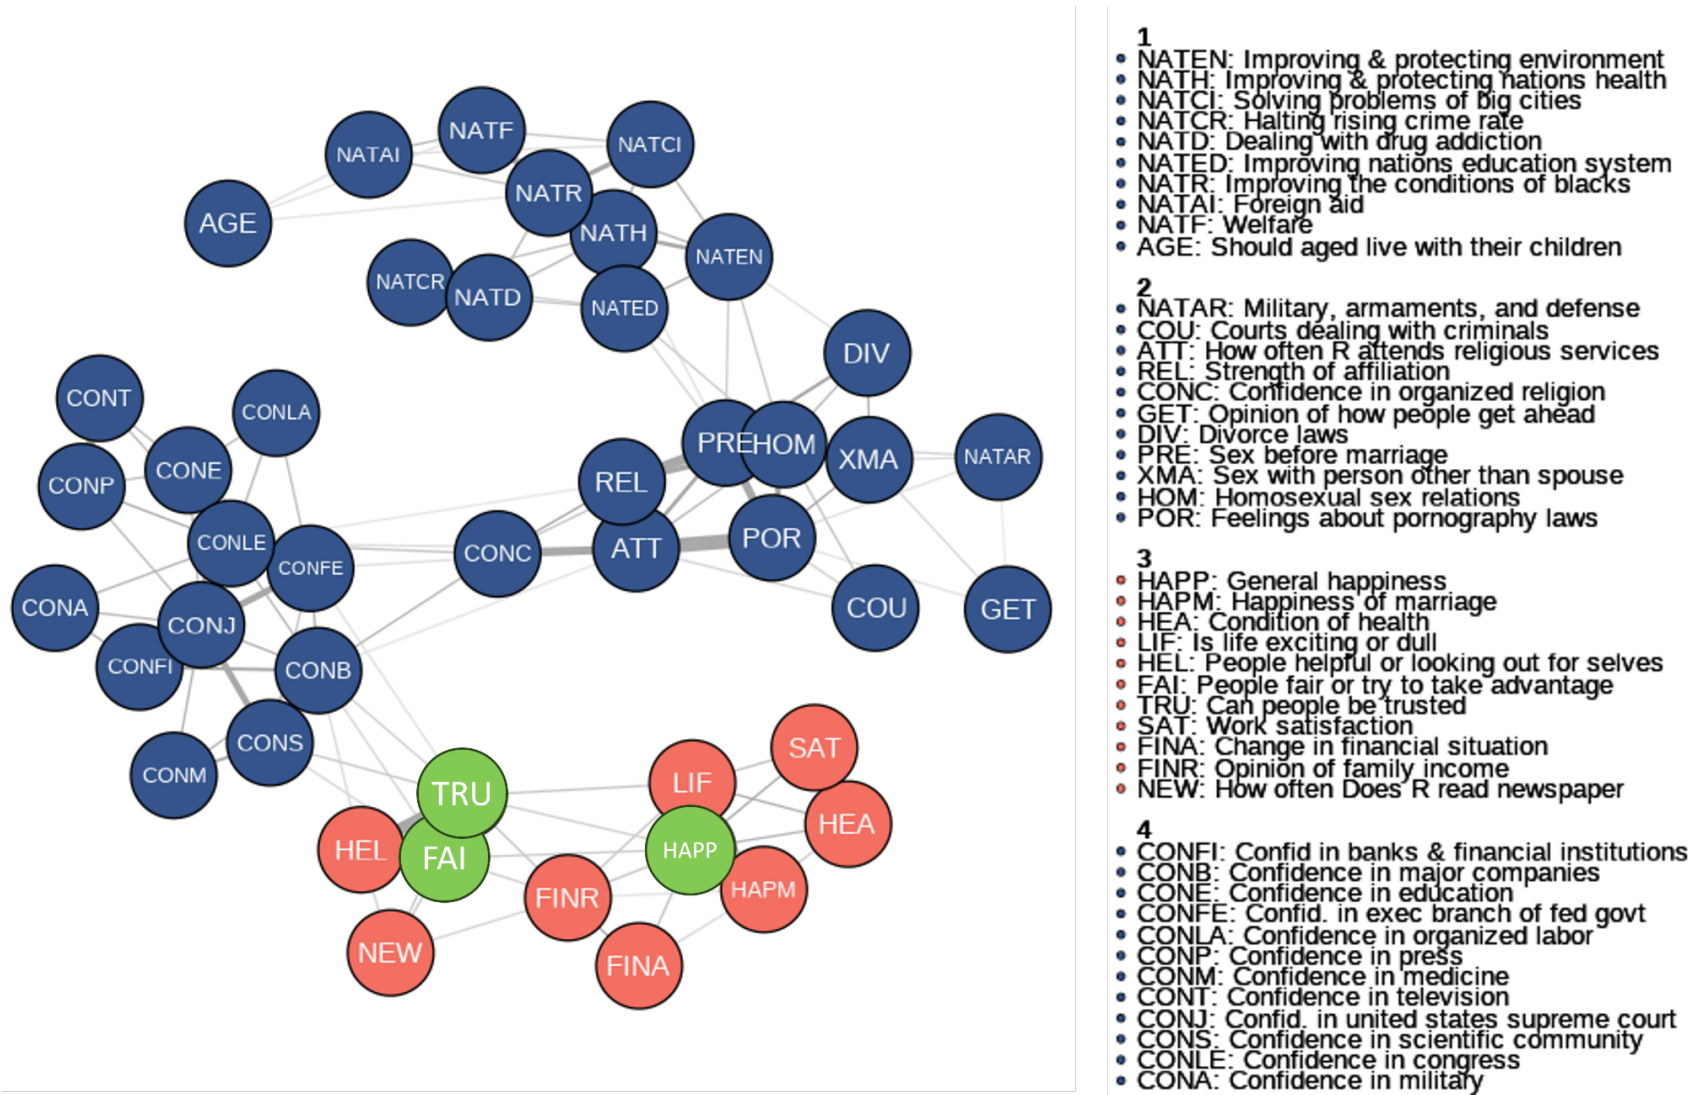 NATF
NATCI
NATAI
NATR
AGE
NATH
NATEN
NATCR
NATD
NATED
DIV
CONT
CONLA
PRE
HOM
XMA
NATAR
CONE
CONP
REL
CONLE
CONFE
CONC
ATT
POR
CONA
CONJ
COU
GET
CONFI
CONB
CONS
CONM
SAT
LIF
TRU
HEA
HEL
FAI
HAPP
FINR
HAPM
NEW
FINA
1
NATEN: Improving & protecting environment
NATH: Improving & protecting nations health
NATCI: Solving problems of big cities
NATCR: Halting rising crime rate
NATD: Dealing with drug addiction
NATED: Improving nations education system
NATR: Improving the conditions of blacks
NATAI: Foreign aid
NATF: Welfare
AGE: Should aged live with their children
2
NATAR: Military, armaments, and defense
COU: Courts dealing with criminals
ATT: How often R attends religious services
REL: Strength of affiliation
CONC: Confidence in organized religion
GET: Opinion of how people get ahead
DIV: Divorce laws
PRE: Sex before marriage
XMA: Sex with person other than spouse
HOM: Homosexual sex relations
POR: Feelings about pornography laws
3
HAPP: General happiness
HAPM: Happiness of marriage
HEA: Condition of health
LIF: Is life exciting or dull
HEL: People helpful or looking out for selves
FAI: People fair or try to take advantage
TRU: Can people be trusted
SAT: Work satisfaction
FINA: Change in financial situation
FINR: Opinion of family income
NEW: How often Does R read newspaper
4
CONFI: Confid in banks & financial institutions
CONB: Confidence in major companies
CONE: Confidence in education
CONFE: Confid. in exec branch of fed govt
CONLA: Confidence in organized labor
CONP: Confidence in press
CONM: Confidence in medicine
CONT: Confidence in television
CONJ: Confid. in united states supreme court
CONS: Confidence in scientific community
CONLE: Confidence in congress
CONA: Confidence in military